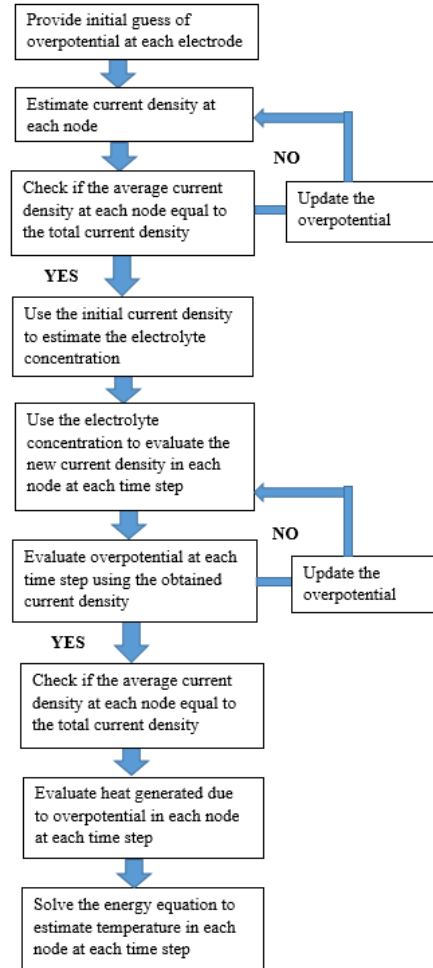 Provide initial guess of
overpotential at each electrode
Estimate current density at
each node
NO
Check if the average current
density at each node equal to
the total current density
Update the
overpotential
YES
Use the initial current density
to estimate the electrolyte
concentration
Use the electrolyte
concentration to evaluate the
new current density in each
node at each time step
NO
Evaluate overpotential at each
time step using the obtained
current density
Update the
overpotential
YES
Check if the average current
density at each node equal to
the total current density
Evaluate heat generated due
to overpotential in each node
at each time step
Solve the energy equation to
estimate temperature in each
node at each time step